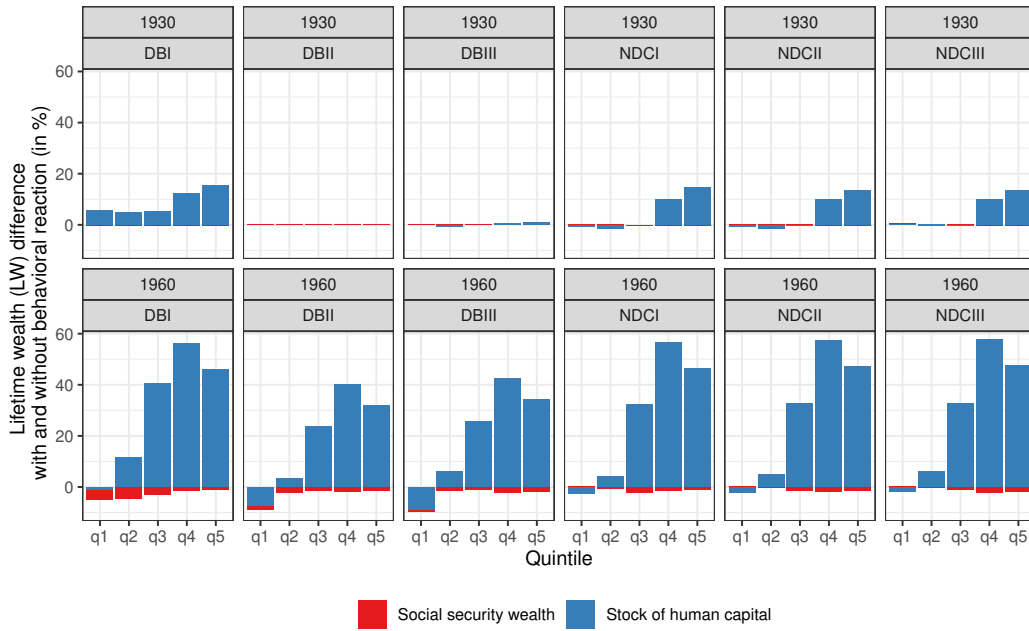 1930 1930 1930 1930 1930 1930
DBI DBII DBIII NDCI NDCII NDCIII
60
40
20
0
1960 1960 1960 1960 1960 1960
DBI DBII DBIII NDCI NDCII NDCIII
60
40
20
0
Lifetime wealth (LW) difference
with and without behavioral reaction (in %)
q1 q2 q3 q4 q5 q1 q2 q3 q4 q5 q1 q2 q3 q4 q5 q1 q2 q3 q4 q5 q1 q2 q3 q4 q5 q1 q2 q3 q4 q5
Quintile
Social security wealth Stock of human capital